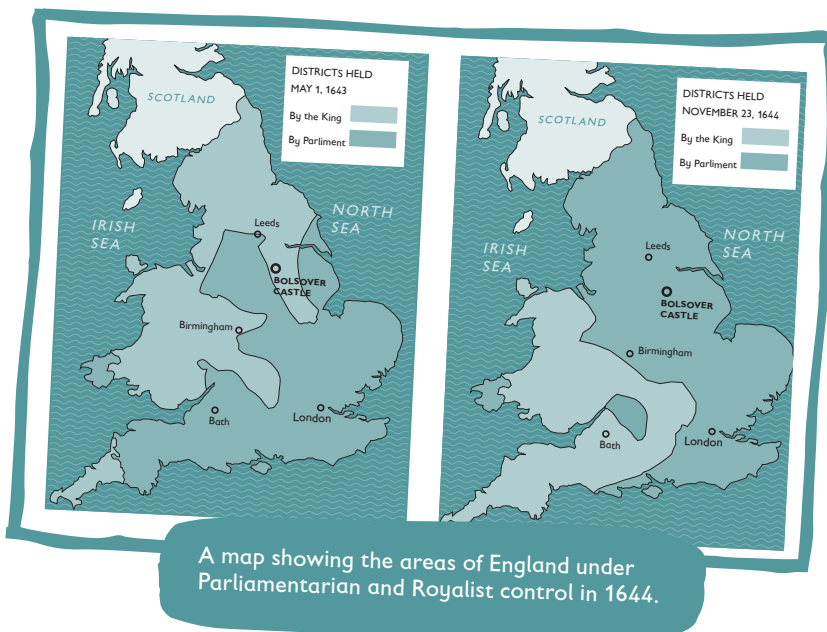 DISTRICTS HELD
MAY 1, 1643
By the King
By Parliment
SCOTLAND
IRISH
SEA
NORTH
SEA
Leeds
BOLSOVER
CASTLE
Birmingham
Bath
London
DISTRICTS HELD
NOVEMBER 23, 1644
By the King
By Parliment
SCOTLAND
IRISH
SEA
NORTH
SEA
Leeds
BOLSOVER
CASTLE
Birmingham
Bath
London
A map showing the areas of England under
Parliamentarian and Royalist control in 1644.